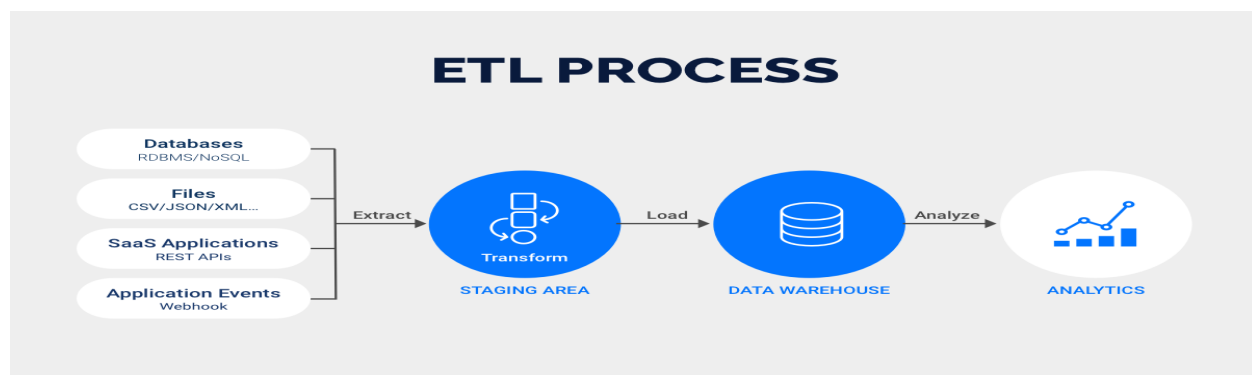 ETL PROCESS
Databases
RDBMS/NoSQL
Files
CSV/JSON/XML...
SaaS Applications
REST APIs
Application Events
Webhook
Extract
Transform
STAGING AREA
Load
DATA WAREHOUSE
Analyze
ANALYTICS